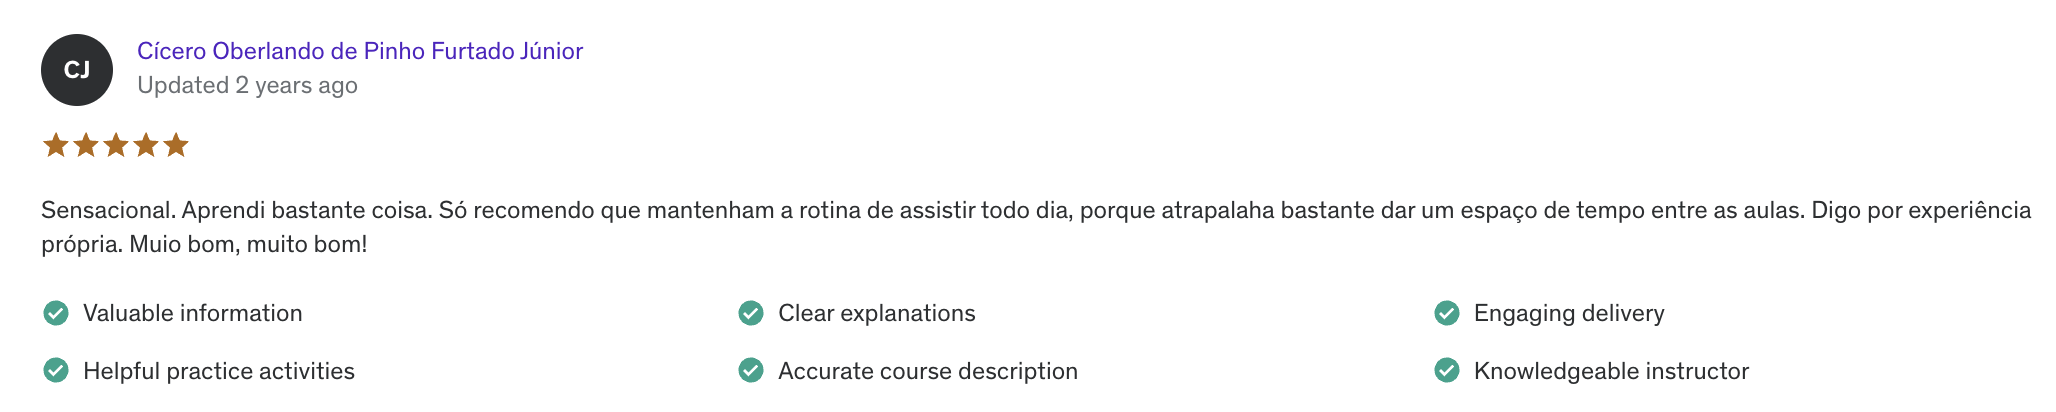 CJ
Cícero Oberlando de Pinho Furtado Júnior
Updated 2 years ago
Sensacional. Aprendi bastante coisa. Só recomendo que mantenham a rotina de assistir todo dia, porque atrapalaha bastante dar um espaço de tempo entre as aulas. Digo por experiência
própria. Muio bom, muito bom!
Valuable information
Clear explanations
Engaging delivery
Helpful practice activities
Accurate course description
Knowledgeable instructor